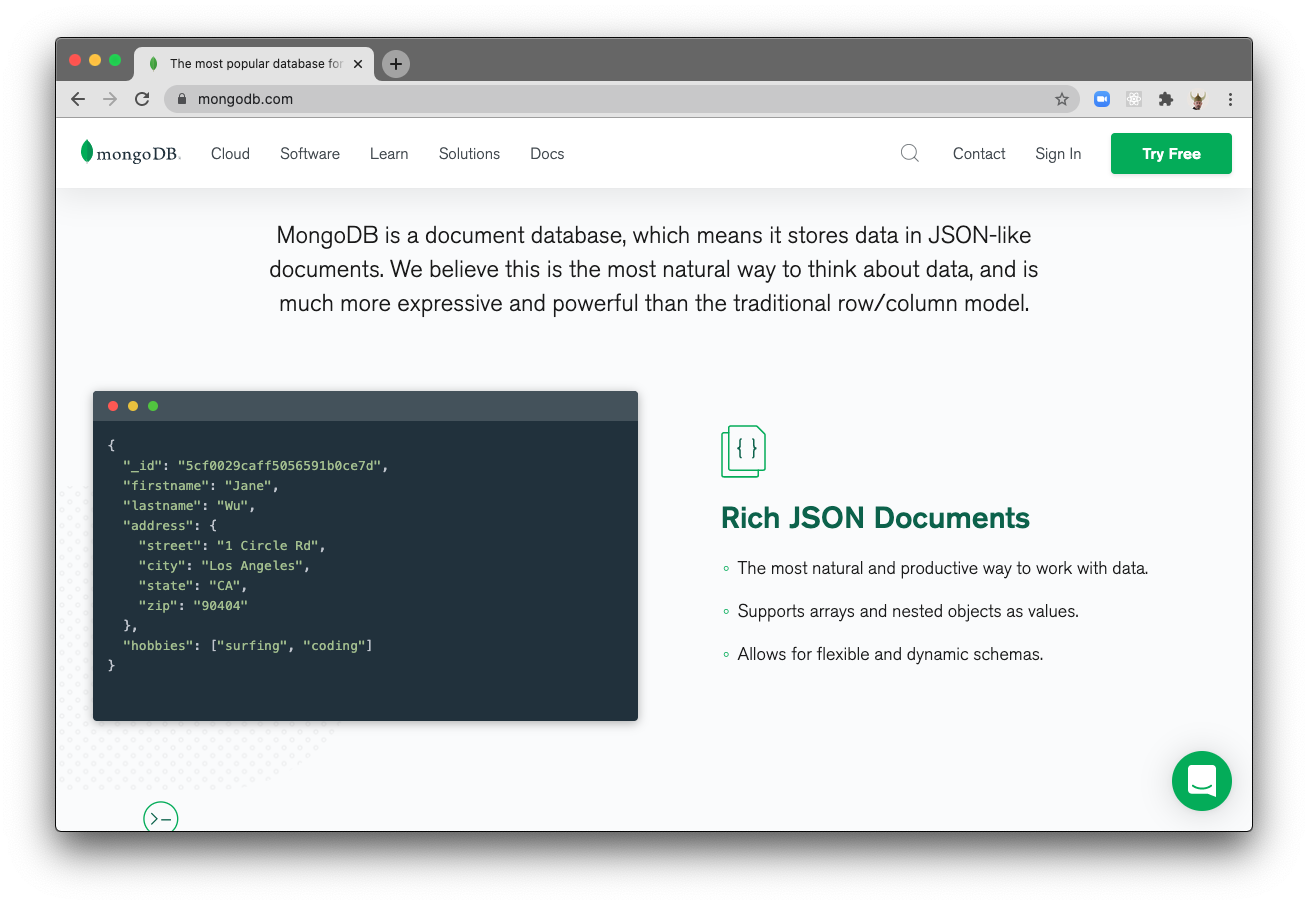 The most popular database for
mongodb.com
mongoDB.
Cloud Software Learn Solutions Docs Contact Sign In Try Free
MongoDB is a document database, which means it stores data in JSON-like
documents. We believe this is the most natural way to think about data, and is
much more expressive and powerful than the traditional row/column model.
{
"_id": "5cf0029caff5056591b0ce7d",
"firstname": "Jane",
"lastname": "Wu",
"address": {
"street": "1 Circle Rd",
"city": "Los Angeles",
"state": "CA",
"zip": "90404"
},
"hobbies": ["surfing", "coding"]
}
{ }
Rich JSON Documents
The most natural and productive way to work with data.
Supports arrays and nested objects as values.
Allows for flexible and dynamic schemas.